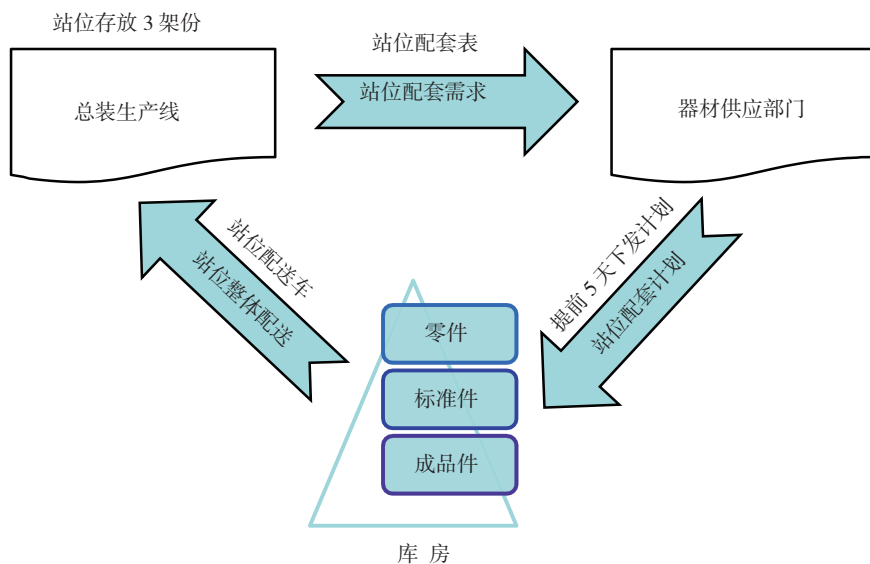 站位存放 3 架份
总装生产线
站位配套表
站位配套需求
器材供应部门
提前 5 天下发计划
站位配套计划
站位配送车
站位整体配送
零件
标准件
成品件
库 房